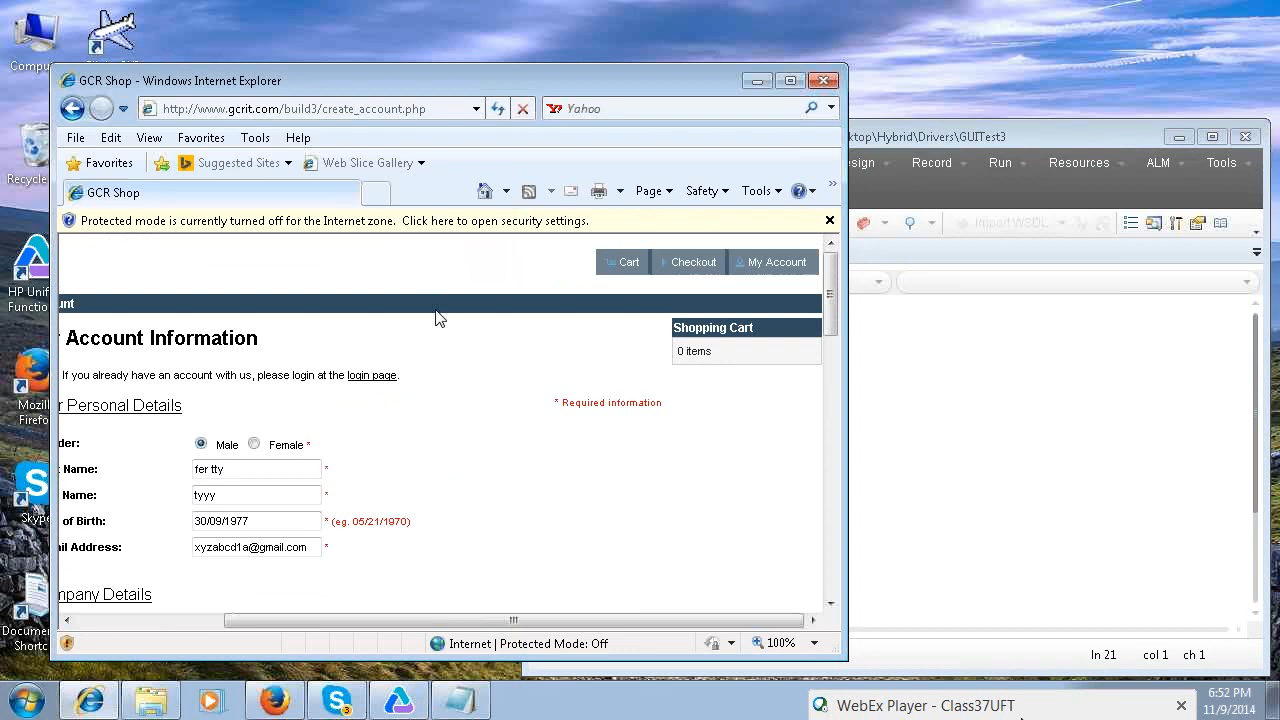 Compu
Recycle
HP Unif
Function
Mozill
Firefo
Skype
Docume
Short
GCR Shop - Windows Internet Explorer
http://www.gcrit.com/build3/create_account.php
Yahoo
File Edit View Favorites Tools Help
Favorites Suggested Sites Web Slice Gallery
GCR Shop
Page Safety Tools
Protected mode is currently turned off for the Internet zone. Click here to open security settings.
Cart Checkout My Account
unt
Account Information
Shopping Cart
0 items
If you already have an account with us, please login at the login page.
r Personal Details
* Required information
der: Male Female *
t Name: fer tty *
Name: tyyy *
of Birth: 30/09/1977 * (eg. 05/21/1970)
il Address: xyzabcd1a@gmail.com *
mpany Details
Internet | Protected Mode: Off
100%
ktop\Hybrid\Drivers\GUITest3
esign Record Run Resources ALM Tools
Import WSDL
ln 21 col 1 ch 1
WebEx Player - Class37UFT
6:52 PM
11/9/2014